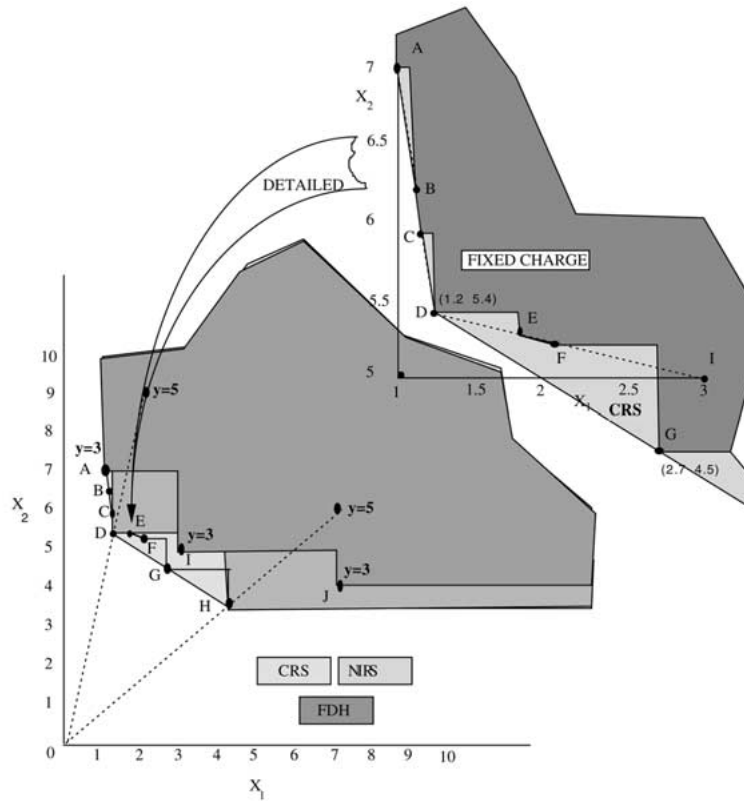 A
7
X2
6.5
DETAILED
B
6
C
FIXED CHARGE
5.5
(1.2 5.4)
D
E
F
I
5
1
1.5
2
2.5
3
X1
CRS
G
(2.7 4.5)
10
9
y=5
8
y=3
7
A
B
6
X2
C
E
y=5
D
5
F
y=3
I
G
y=3
4
H
J
3
2
CRS
NIRS
1
FDH
0
1 2 3 4 5 6 7 8 9 10
X1